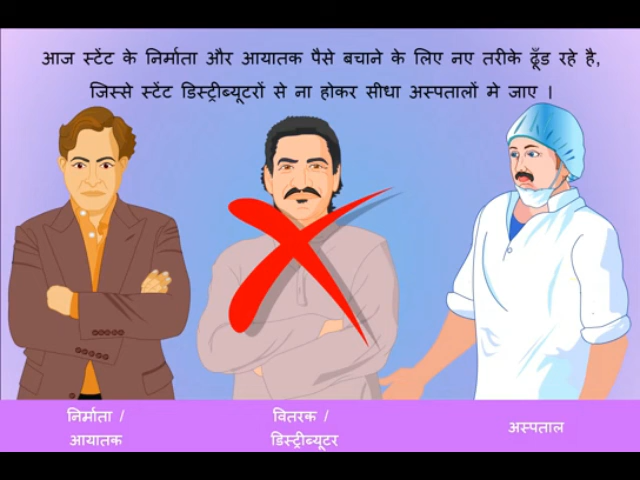 आज स्टेंट के निर्माता और आयातक पैसे बचाने के लिए नए तरीके ढूँड रहे है,
जिस्से स्टेंट डिस्ट्रीब्यूटरों से ना होकर सीधा अस्पतालों मे जाए ।
निर्माता /
आयातक
वितरक /
डिस्ट्रीब्यूटर
अस्पताल